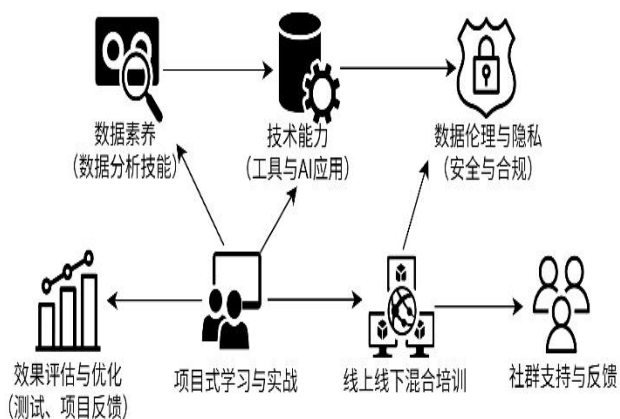 数据素养
（数据分析技能）
技术能力
（工具与AI应用）
数据伦理与隐私
（安全与合规）
效果评估与优化
（测试、项目反馈）
项目式学习与实战
线上线下混合培训
社群支持与反馈